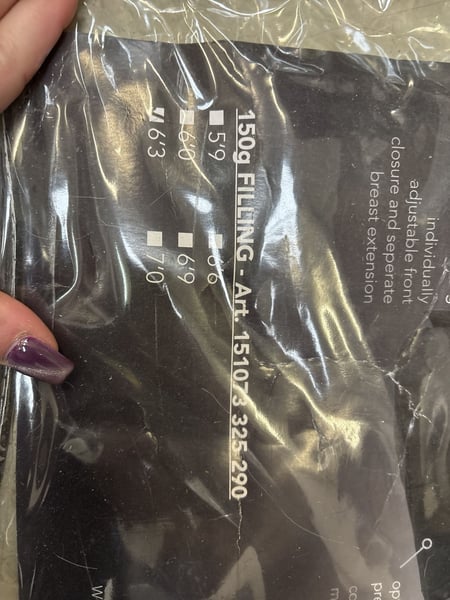 individually
adjustable front
closure and seperate
breast extension
150g FILLING - Art. 151073 325 290
5'9 6'6
6'0 6'9
6'3 7'0